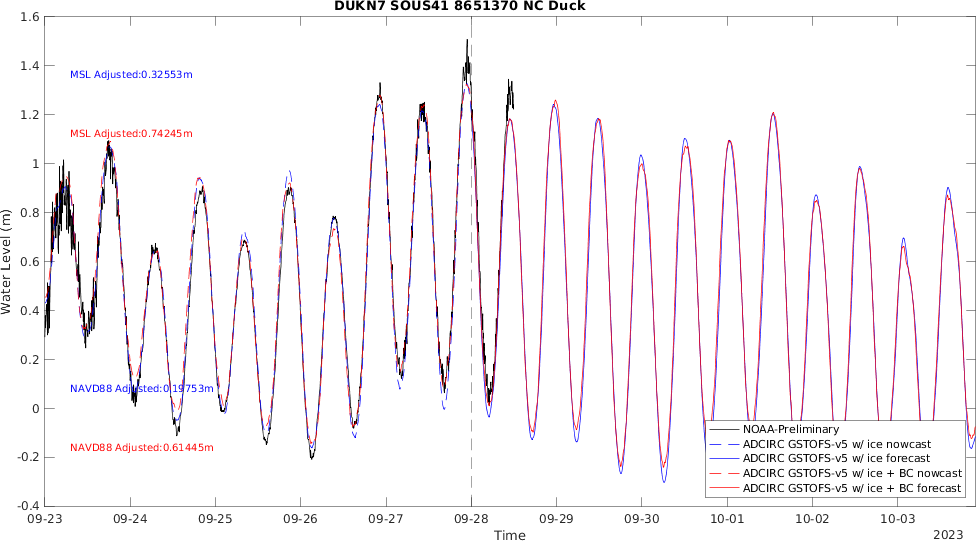 DUKN7 SOUS41 8651370 NC Duck
1.6
1.4
1.2
1
0.8
0.6
0.4
0.2
0
-0.2
-0.4
Water Level (m)
MSL Adjusted:0.32553m
MSL Adjusted:0.74245m
NAVD88 Adjusted:0.19753m
NAVD88 Adjusted:0.61445m
NOAA-Preliminary
ADCIRC GSTOFS-v5 w/ ice nowcast
ADCIRC GSTOFS-v5 w/ ice forecast
ADCIRC GSTOFS-v5 w/ ice + BC nowcast
ADCIRC GSTOFS-v5 w/ ice + BC forecast
09-23 09-24 09-25 09-26 09-27 09-28 09-29 09-30 10-01 10-02 10-03
Time
2023